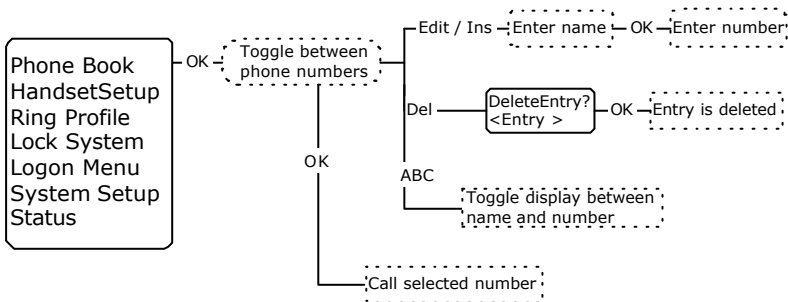 Phone Book
HandsetSetup
Ring Profile
Lock System
Logon Menu
System Setup
Status
OK
Toggle between
phone numbers
Edit / Ins
Enter name
OK
Enter number
Del
DeleteEntry?
<Entry >
OK
Entry is deleted
OK
ABC
Toggle display between
name and number
Call selected number